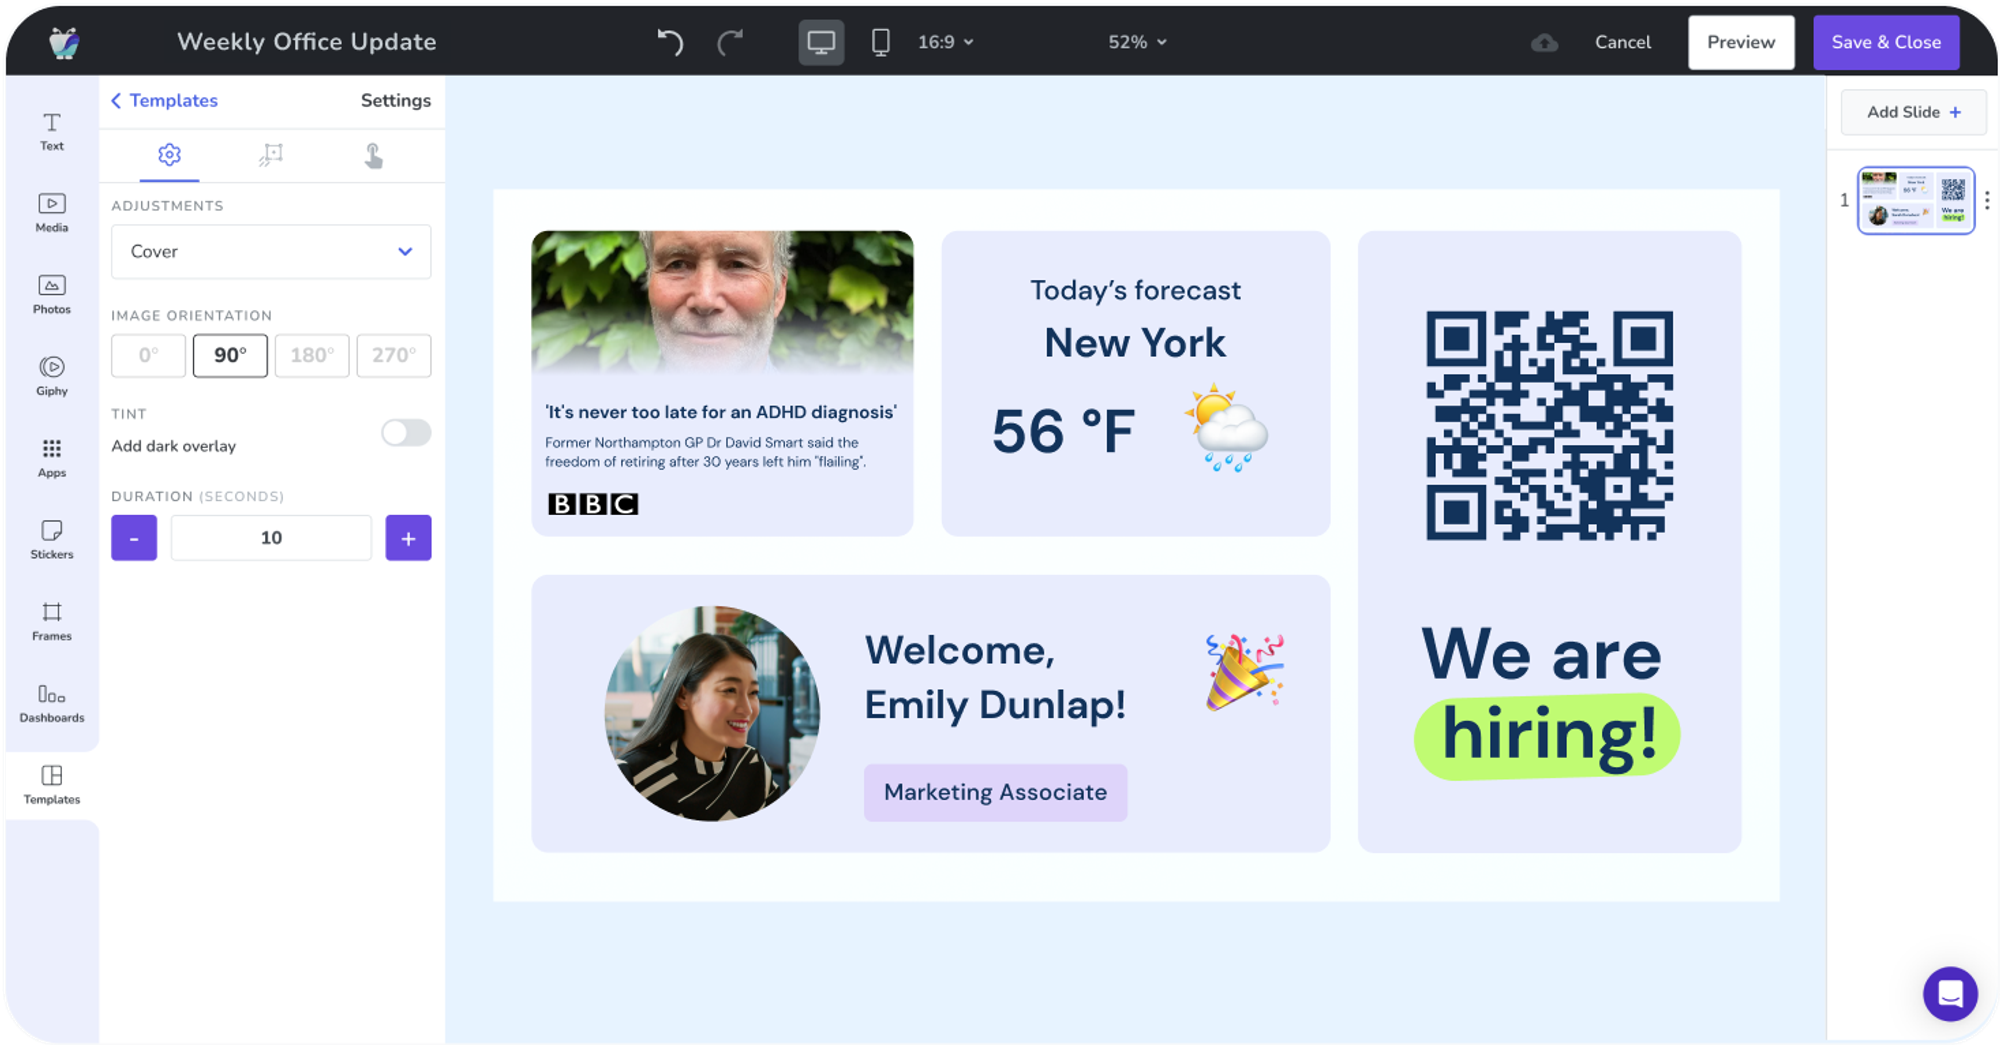 Weekly Office Update
16:9
52%
Cancel
Preview
Save & Close
Text
Media
Photos
Giphy
Apps
Stickers
Frames
Dashboards
Templates
Templates
Settings
ADJUSTMENTS
Cover
IMAGE ORIENTATION
0° 90° 180° 270°
TINT
Add dark overlay
DURATION (SECONDS)
- 10 +
'It's never too late for an ADHD diagnosis'
Former Northampton GP Dr David Smart said the
freedom of retiring after 30 years left him "flailing".
BBC
Today's forecast
New York
56 °F
Welcome,
Emily Dunlap!
Marketing Associate
We are
hiring!
Add Slide +
1
We are
hiring!